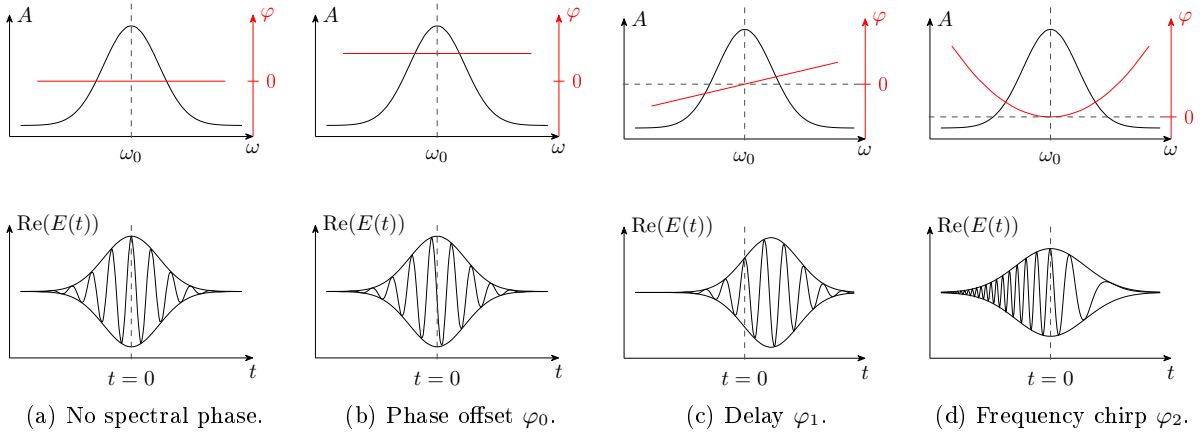 A φ A φ A φ A φ
0 0 0 0
ω₀ ω ω₀ ω ω₀ ω ω₀ ω
Re(E(t)) Re(E(t)) Re(E(t)) Re(E(t))
t = 0 t t = 0 t t = 0 t t = 0 t
(a) No spectral phase. (b) Phase offset φ₀. (c) Delay φ₁. (d) Frequency chirp φ₂.